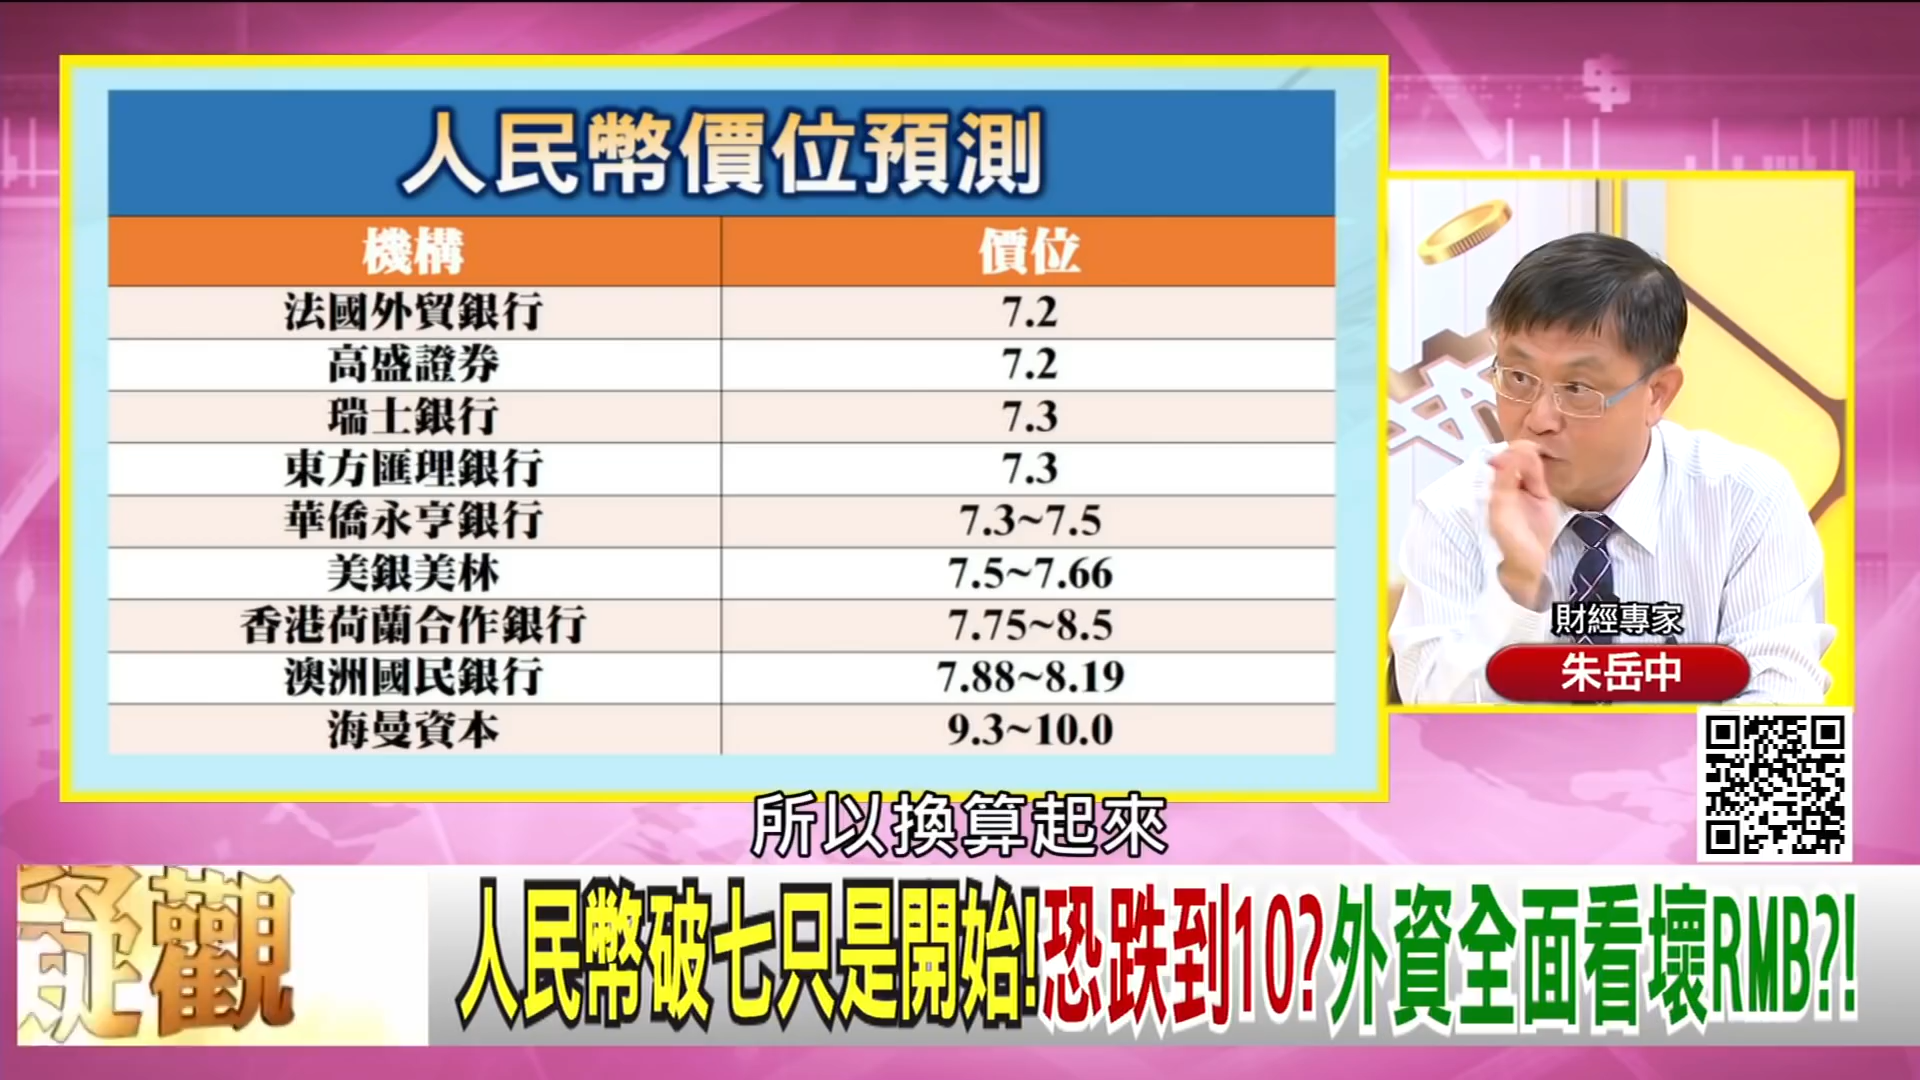 人民幣價位預測
機構 價位
法國外貿銀行 7.2
高盛證券 7.2
瑞士銀行 7.3
東方匯理銀行 7.3
華僑永亨銀行 7.3~7.5
美銀美林 7.5~7.66
香港荷蘭合作銀行 7.75~8.5
澳洲國民銀行 7.88~8.19
海曼資本 9.3~10.0
財經專家
朱岳中
所以換算起來
觀
人民幣破七只是開始!恐跌到10?外資全面看壞RMB?!